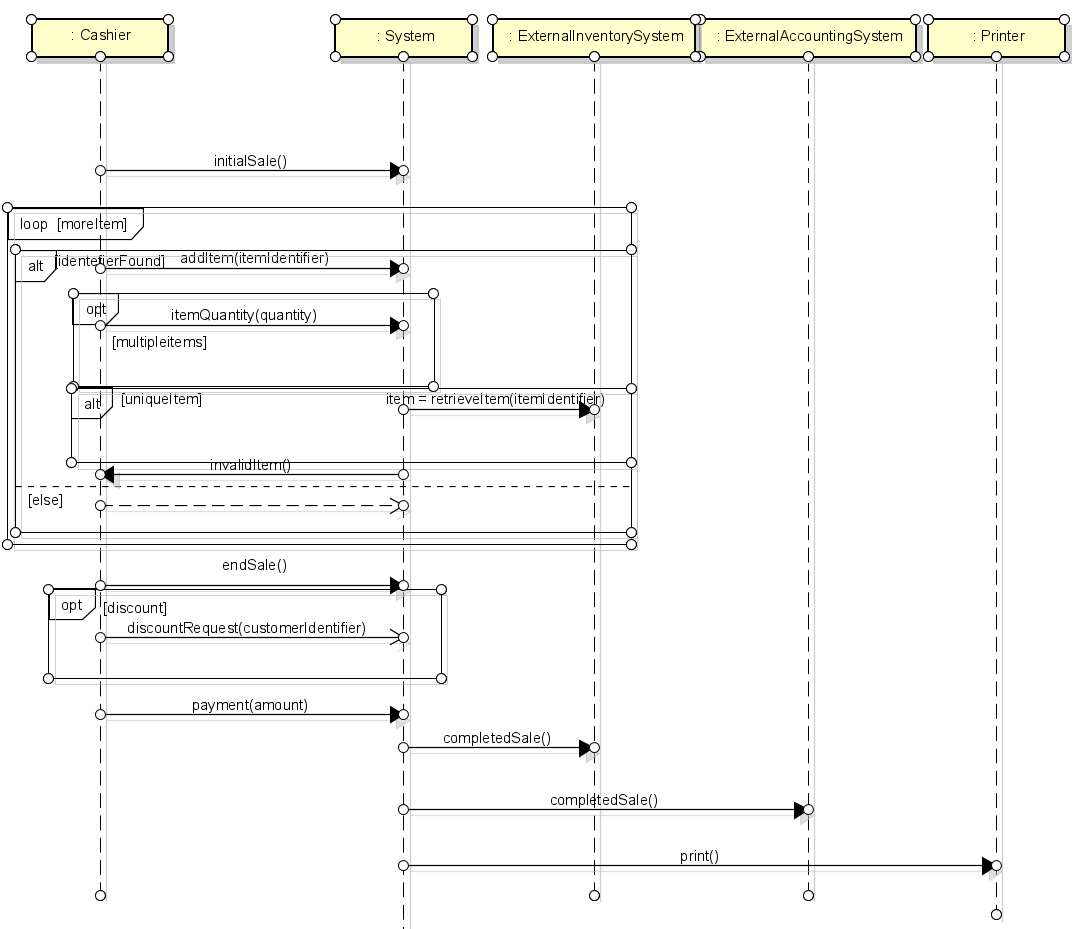 : Cashier
: System
: ExternalInventorySystem
: ExternalAccountingSystem
: Printer
initialSale()
loop [moreItem]
alt [identefierFound]
addItem(itemIdentifier)
opt
itemQuantity(quantity)
[multipleitems]
alt [uniqueItem]
item = retrieveItem(itemIdentifier)
invalidItem()
[else]
endSale()
opt [discount]
discountRequest(customerIdentifier)
payment(amount)
completedSale()
completedSale()
print()